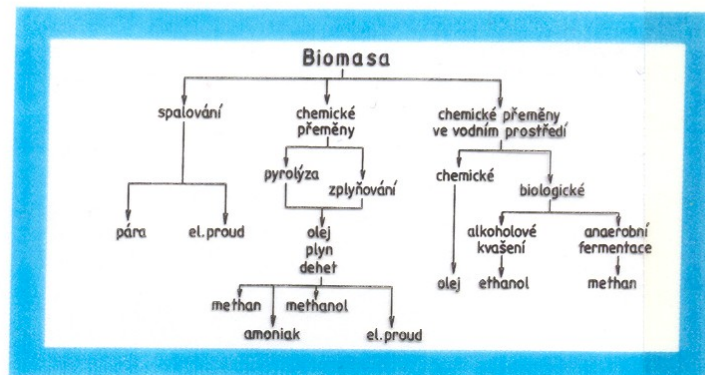 Biomasa
spalování
chemické
přeměny
chemické přeměny
ve vodním prostředí
pyrolýza
zplyňování
chemické
biologické
pára
el.proud
olej
plyn
dehet
alkoholové
kvašení
anaerobní
fermentace
olej
ethanol
methan
methan
methanol
amoniak
el.proud